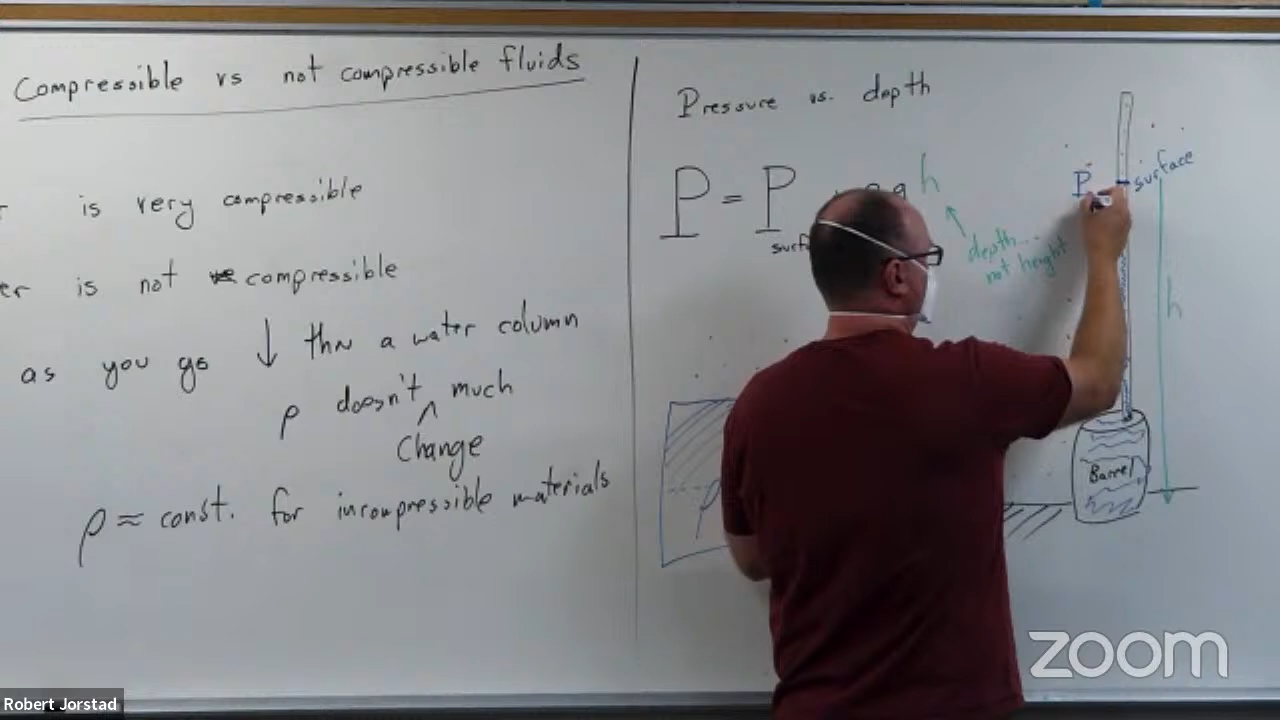 Compressible vs not compressible fluids
is very compressible
is not compressible
as you go ↓ thru a water column
ρ doesn't ^ much
Change
ρ ≈ const. for incompressible materials
Pressure vs. depth
P = P h
surf
depth...
not height
P
surface
h
Barrel
zoom
Robert Jorstad